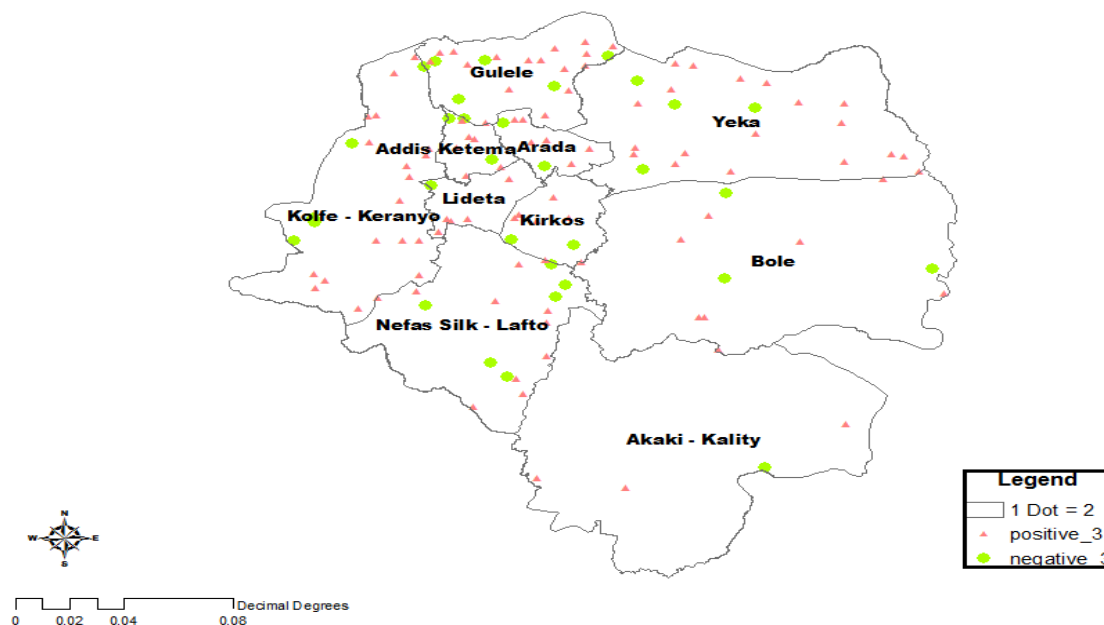 Gulele
Yeka
Addis Ketema
Arada
Lideta
Kolfe - Keranyo
Kirkos
Bole
Nefas Silk - Lafto
Akaki - Kality
Legend
1 Dot = 2
positive_3
negative_3
N
W E
S
Decimal Degrees
0 0.02 0.04 0.08